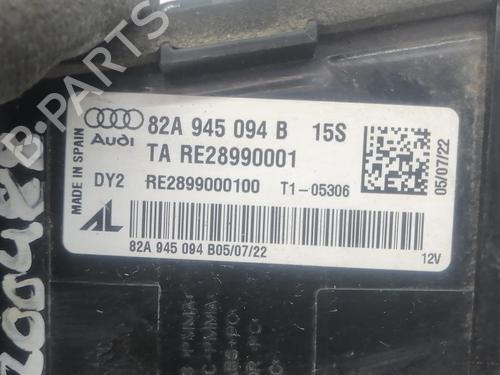 B-PARTS
MADE IN SPAIN
Audi
82A 945 094 B 15S
TA RE28990001
DY2 RE2899000100 T1-05306
AL
82A 945 094 B05/07/22
05/07/22
12V